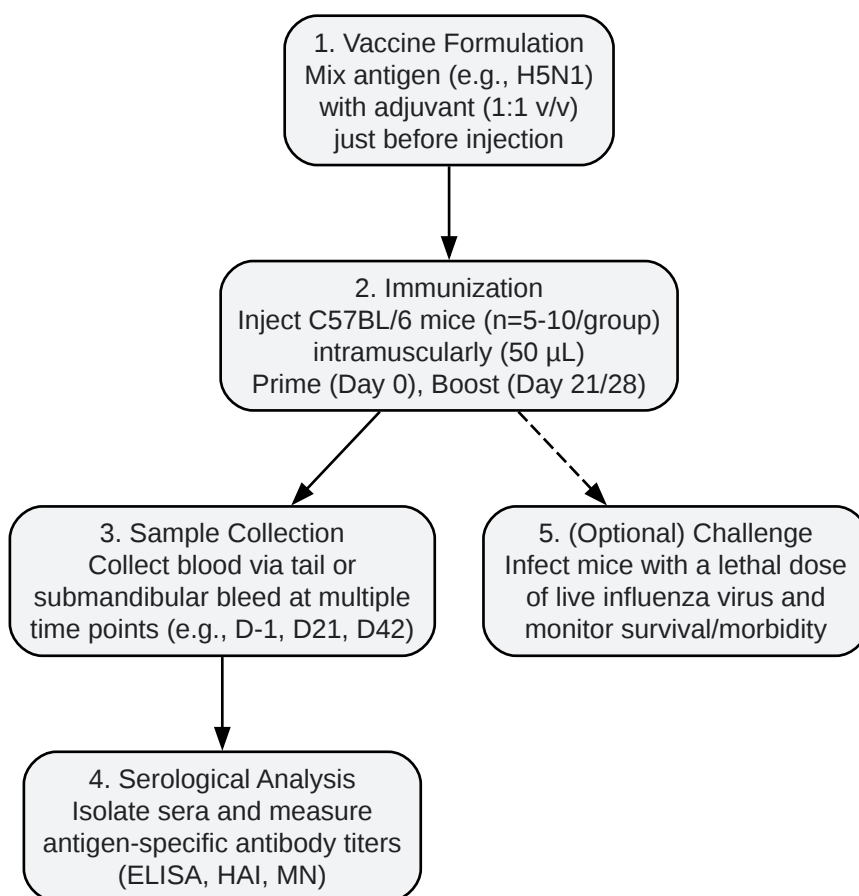 1. Vaccine Formulation
Mix antigen (e.g., H5N1)
with adjuvant (1:1 v/v)
just before injection
2. Immunization
Inject C57BL/6 mice (n=5-10/group)
intramuscularly (50 µL)
Prime (Day 0), Boost (Day 21/28)
3. Sample Collection
Collect blood via tail or
submandibular bleed at multiple
time points (e.g., D-1, D21, D42)
5. (Optional) Challenge
Infect mice with a lethal dose
of live influenza virus and
monitor survival/morbidity
4. Serological Analysis
Isolate sera and measure
antigen-specific antibody titers
(ELISA, HAI, MN)